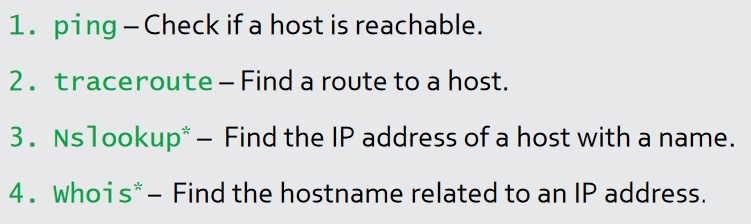 1. ping – Check if a host is reachable.
2. traceroute – Find a route to a host.
3. Nslookup* – Find the IP address of a host with a name.
4. Whois* – Find the hostname related to an IP address.